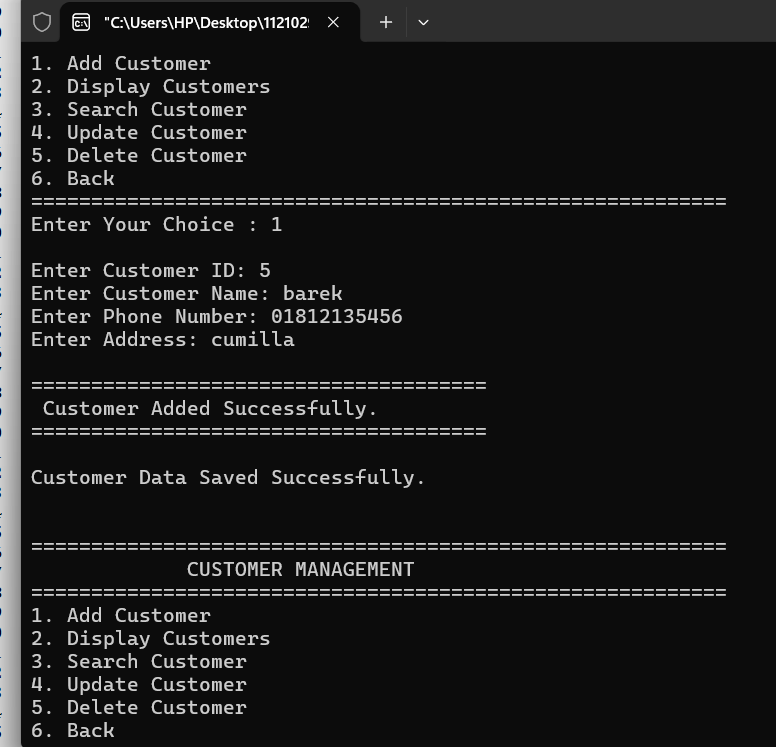 "C:\Users\HP\Desktop\112102
1. Add Customer
2. Display Customers
3. Search Customer
4. Update Customer
5. Delete Customer
6. Back
==========================================================
Enter Your Choice : 1
Enter Customer ID: 5
Enter Customer Name: barek
Enter Phone Number: 01812135456
Enter Address: cumilla
======================================
Customer Added Successfully.
======================================
Customer Data Saved Successfully.
==========================================================
CUSTOMER MANAGEMENT
==========================================================
1. Add Customer
2. Display Customers
3. Search Customer
4. Update Customer
5. Delete Customer
6. Back